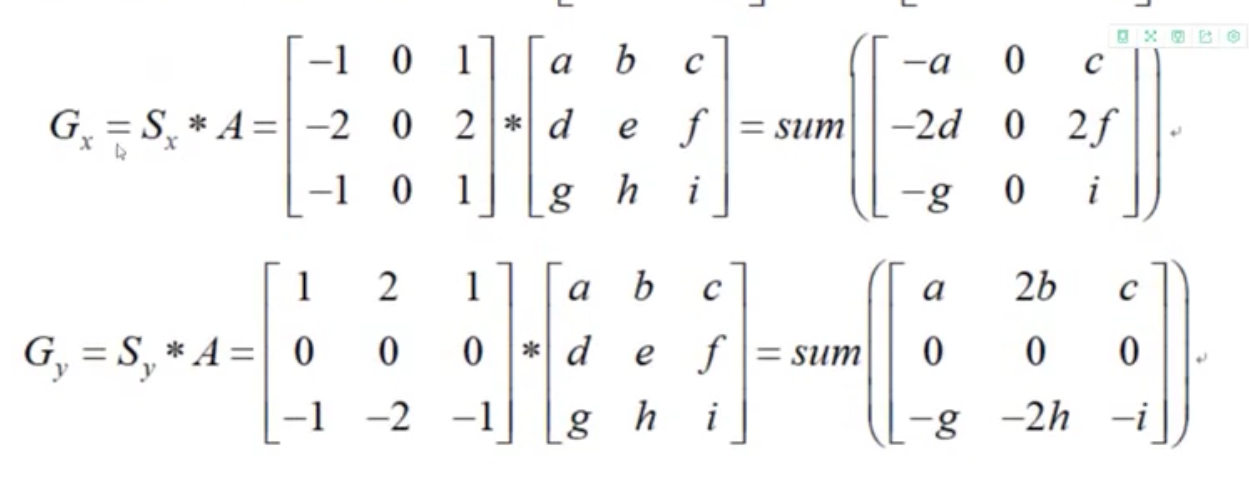 G_x = S_x * A = [−1 0 1; −2 0 2; −1 0 1] * [a b c; d e f; g h i] = sum([−a 0 c; −2d 0 2f; −g 0 i])
G_y = S_y * A = [1 2 1; 0 0 0; −1 −2 −1] * [a b c; d e f; g h i] = sum([a 2b c; 0 0 0; −g −2h −i])